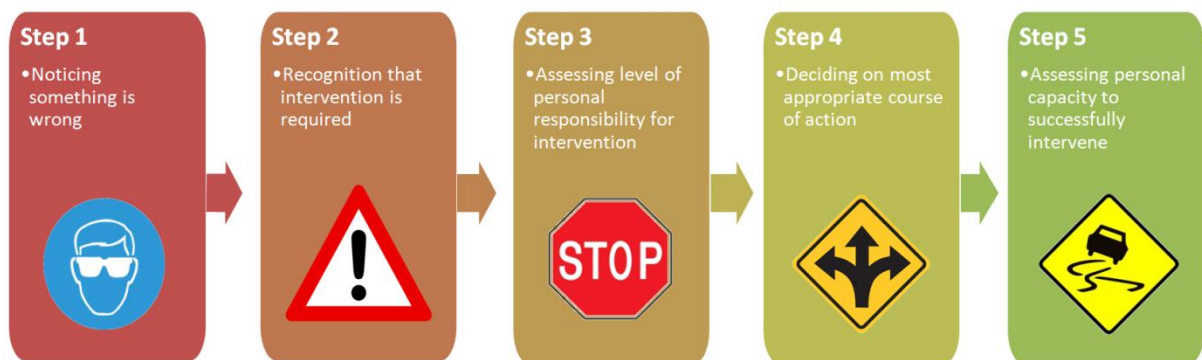 Step 1
•Noticing
something is
wrong
Step 2
•Recognition that
intervention is
required
Step 3
•Assessing level of
personal
responsibility for
intervention
STOP
Step 4
•Deciding on most
appropriate course
of action
Step 5
•Assessing personal
capacity to
successfully
intervene